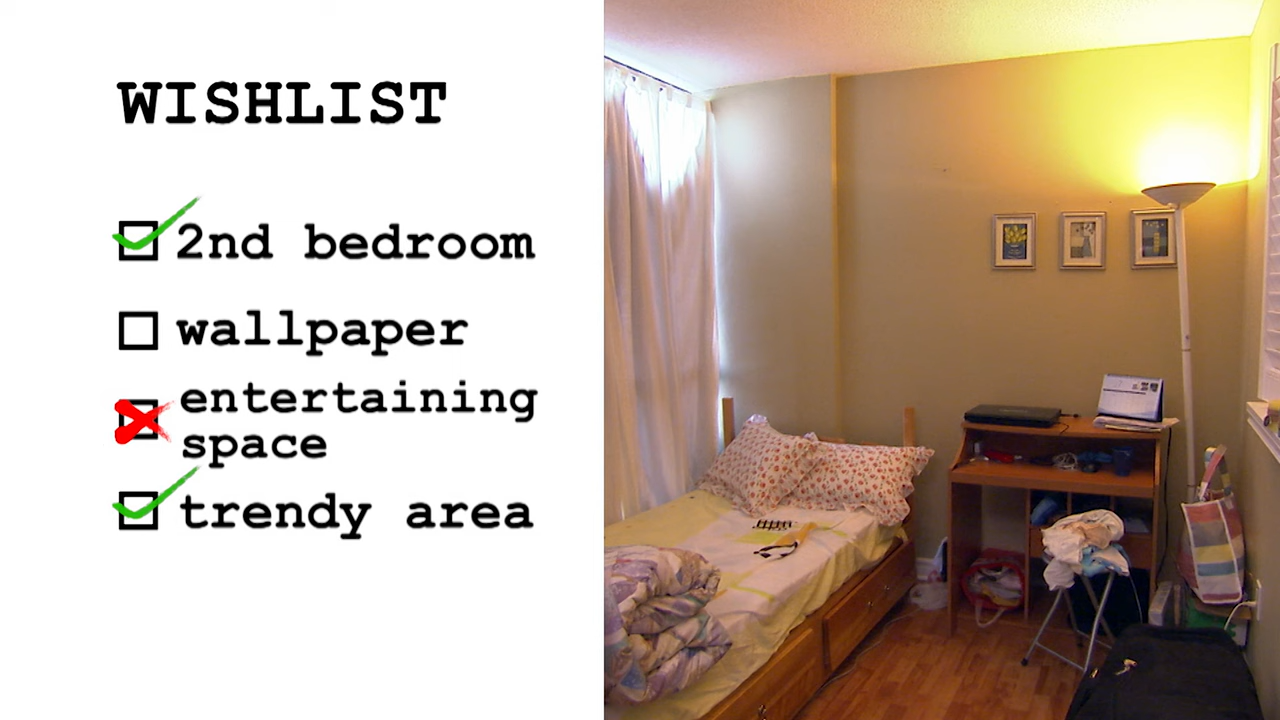 WISHLIST
2nd bedroom
wallpaper
entertaining
space
trendy area